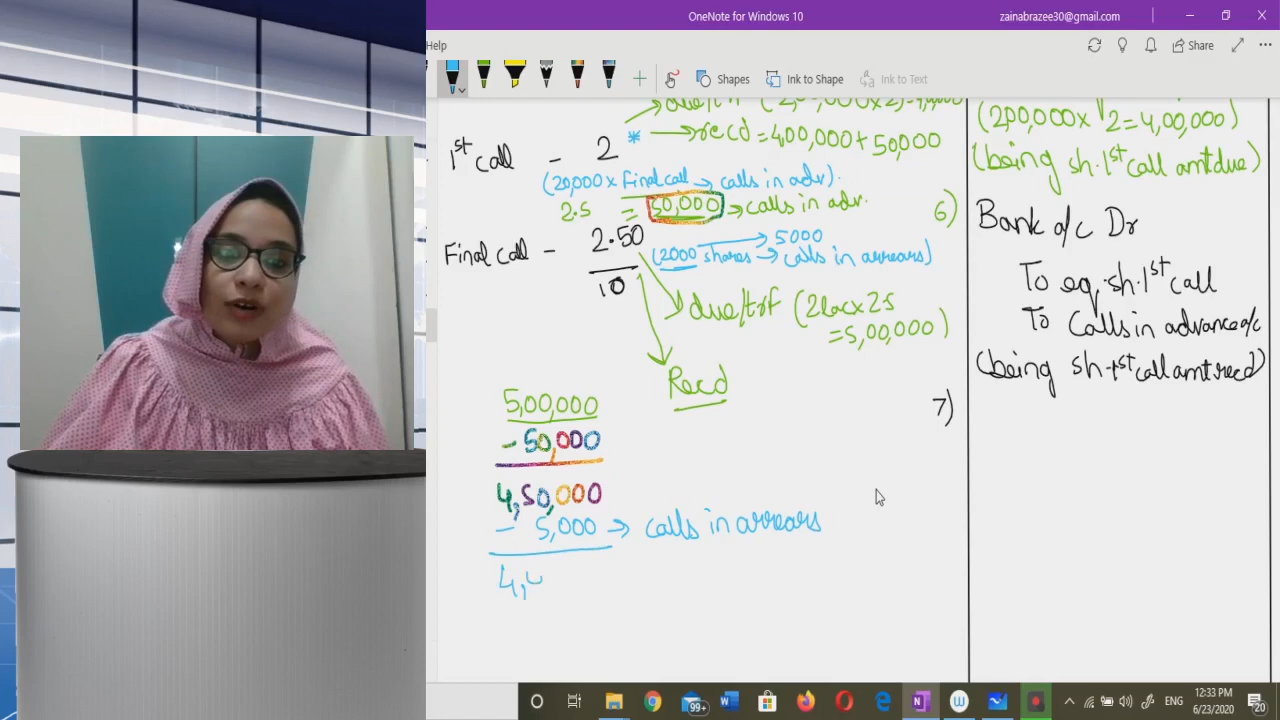 OneNote for Windows 10
zainabrazee30@gmail.com
Help
Share
Shapes
Ink to Shape
Ink to Text
1st call - 2 *
→ recd = 400,000 + 50,000
(20,000 x Final call → calls in adv).
2.5 = 50,000 → calls in adv.
Final call - 2.50
10
(2000 shares → calls in arrears)
5000
due/trf (2lac x 25
= 5,00,000)
Recd
5,00,000
- 50,000
4,50,000
- 5,000 → calls in arrears
4,
(200,000 x 2 = 4,00,000)
(being sh. 1st call amt due)
6) Bank a/c Dr
To eq. sh. 1st call
To Calls in advance a/c
(being sh. 1st call amt recd)
7)
99+
ENG
12:33 PM
6/23/2020
20